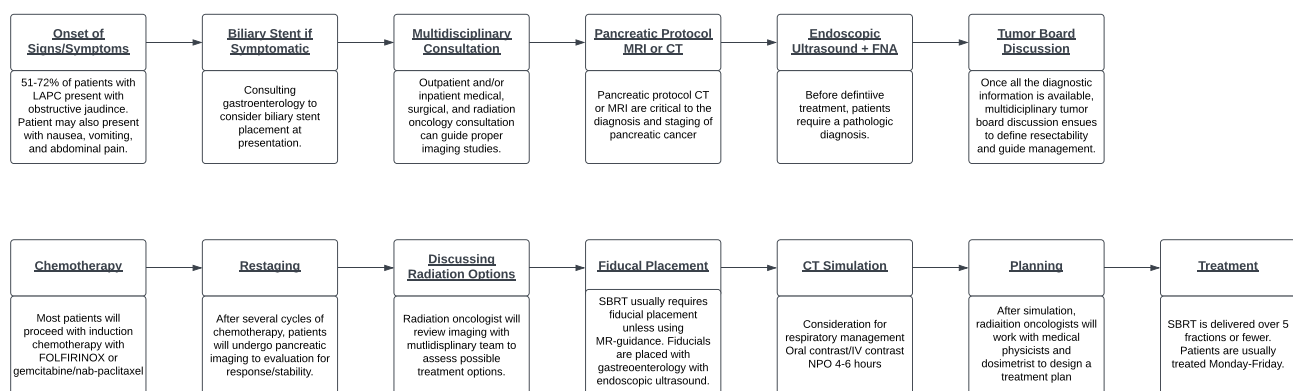 Onset of
Signs/Symptoms
51-72% of patients with
LAPC present with
obstructive jaudince.
Patient may also present
with nausea, vomiting,
and abdominal pain.
Biliary Stent if
Symptomatic
Consulting
gastroenterology to
consider biliary stent
placement at
presentation.
Multidisciplinary
Consultation
Outpatient and/or
inpatient medical,
surgical, and radiation
oncology consultation
can guide proper
imaging studies.
Pancreatic Protocol
MRI or CT
Pancreatic protocol CT
or MRI are critical to the
diagnosis and staging of
pancreatic cancer
Endoscopic
Ultrasound + FNA
Before defintiive
treatment, patients
require a pathologic
diagnosis.
Tumor Board
Discussion
Once all the diagnostic
information is available,
multidiciplinary tumor
board discussion ensues
to define resectability
and guide management.
Chemotherapy
Most patients will
proceed with induction
chemotherapy with
FOLFIRINOX or
gemcitabine/nab-paclitaxel
Restaging
After several cycles of
chemotherapy, patients
will undergo pancreatic
imaging to evaluation for
response/stability.
Discussing
Radiation Options
Radiation oncologist will
review imaging with
mutlidisplinary team to
assess possible
treatment options.
Fiducal Placement
SBRT usually requires
fiducial placement
unless using
MR-guidance. Fiducials
are placed with
gastreoenterology with
endoscopic ultrasound.
CT Simulation
Consideration for
respiratory management
Oral contrast/IV contrast
NPO 4-6 hours
Planning
After simulation,
radiaition oncologists will
work with medical
physicists and
dosimetrist to design a
treatment plan
Treatment
SBRT is delivered over 5
fractions or fewer.
Patients are usually
treated Monday-Friday.